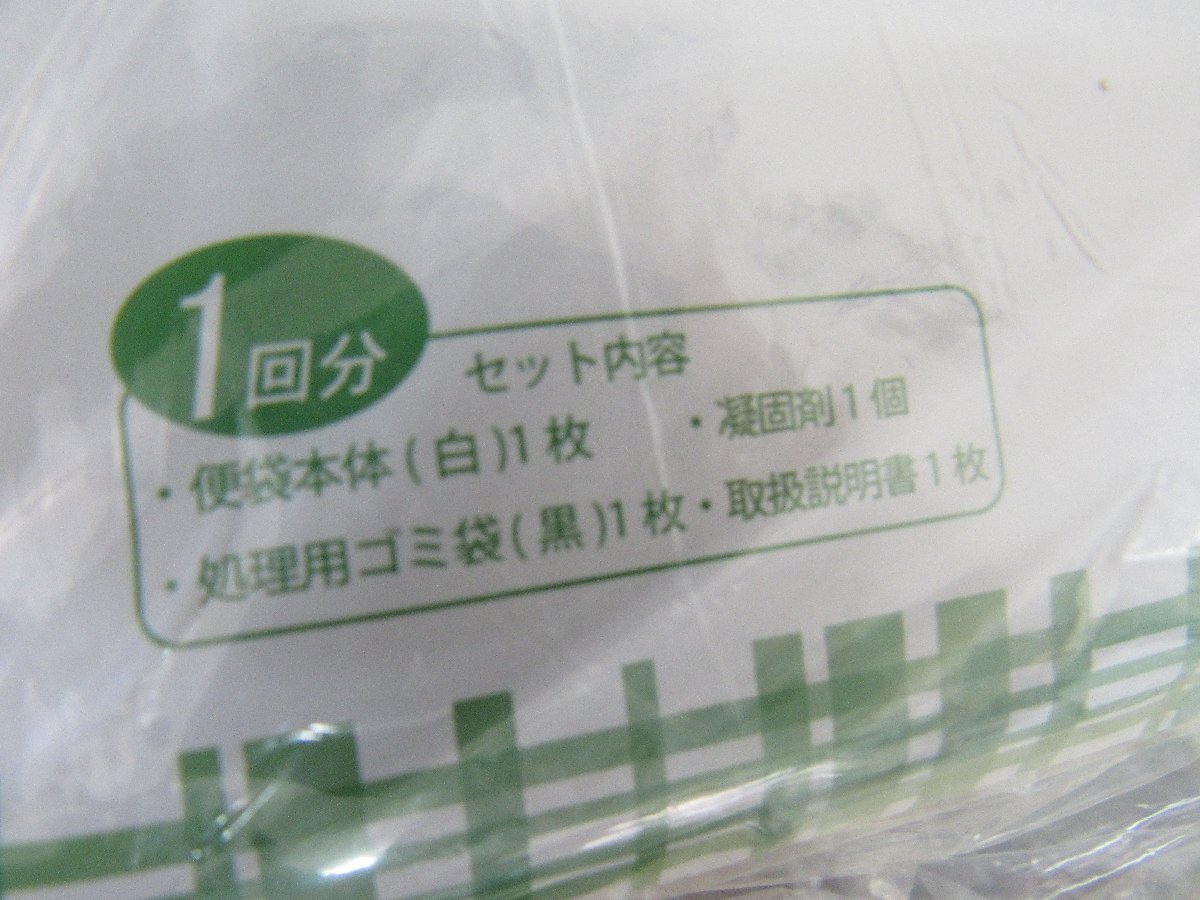 1回分
セット内容
・便袋本体(白)1枚 ・凝固剤1個
・処理用ゴミ袋(黒)1枚・取扱説明書1枚